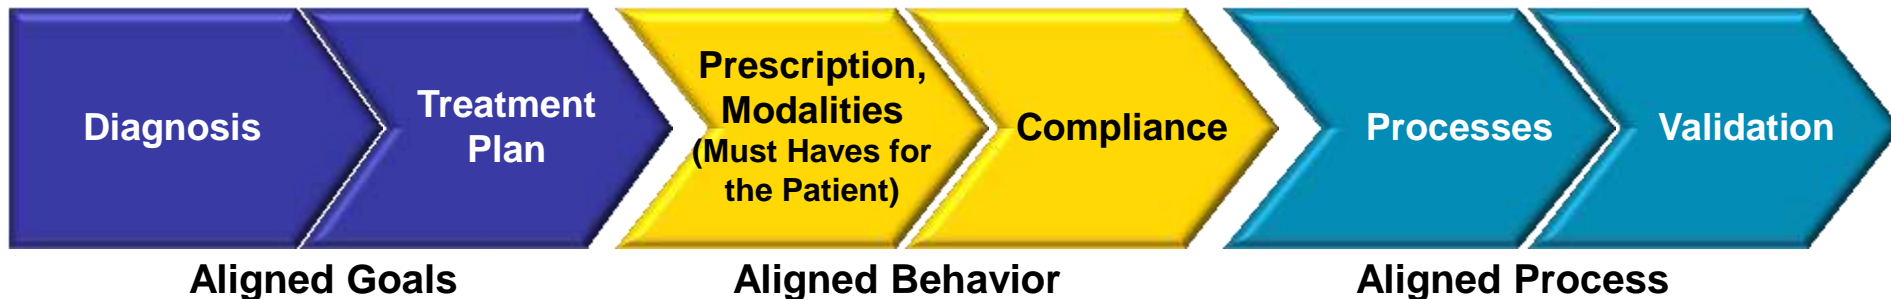 Diagnosis
Treatment
Plan
Prescription,
Modalities
(Must Haves for
the Patient)
Compliance
Processes
Validation
Aligned Goals
Aligned Behavior
Aligned Process